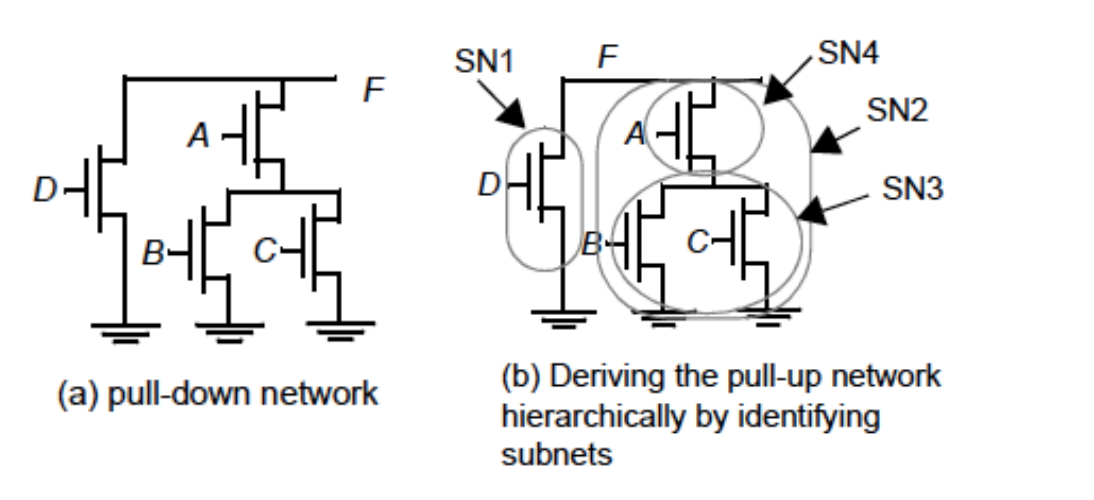 F
A
D
B
C
(a) pull-down network
SN1
F
SN4
SN2
A
D
SN3
B
C
(b) Deriving the pull-up network
hierarchically by identifying
subnets